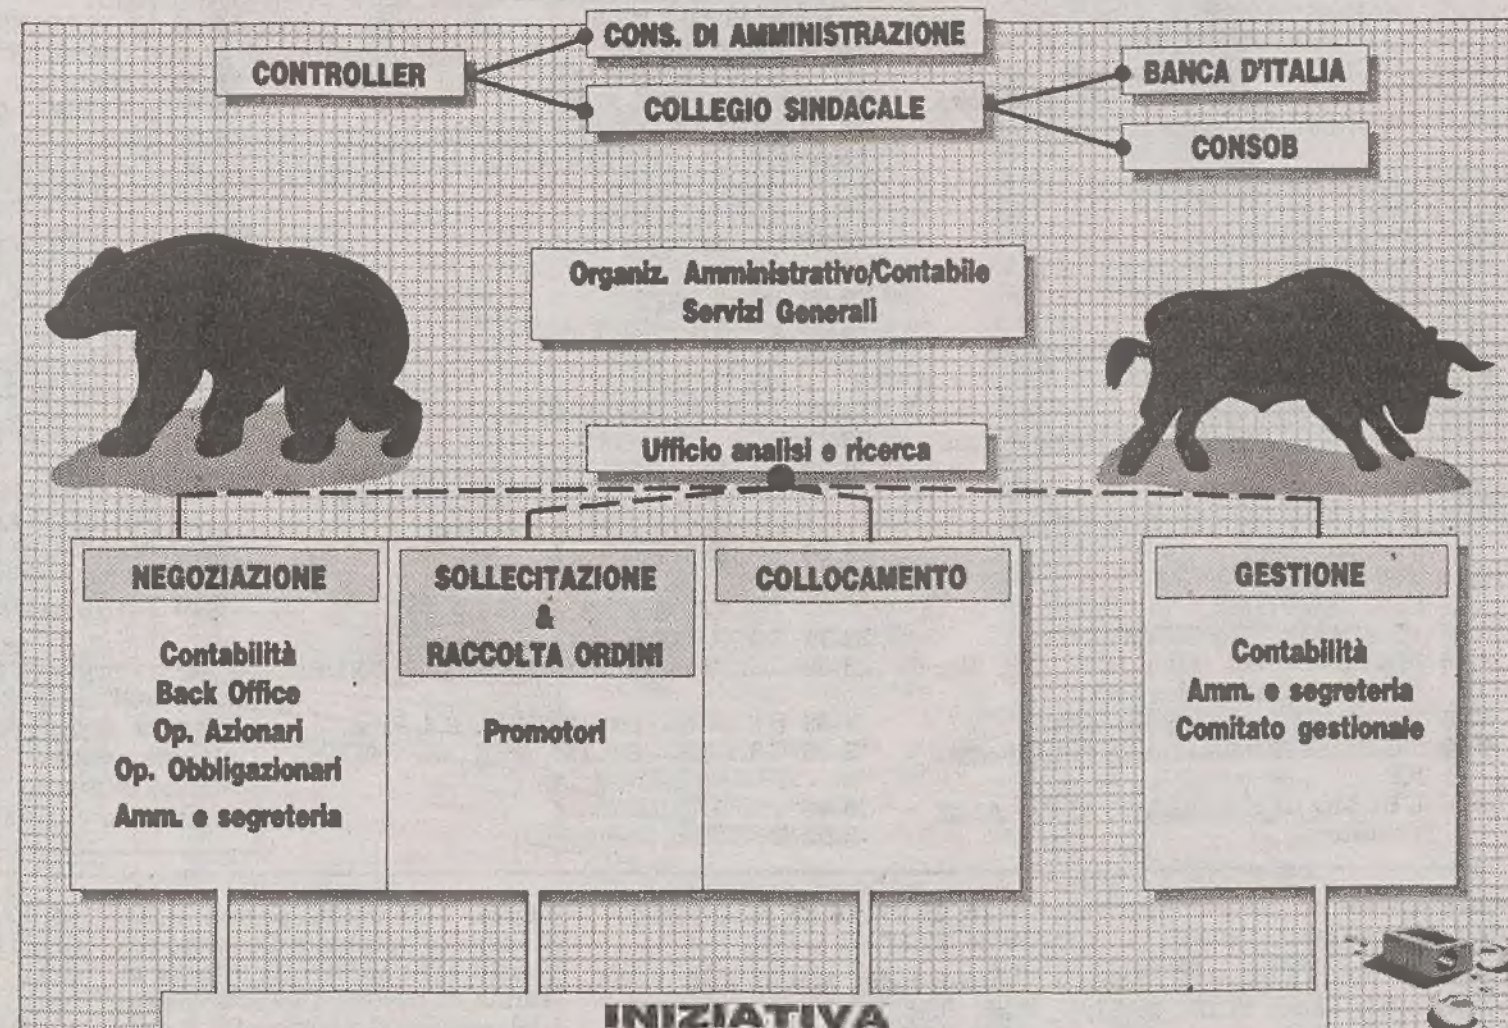 CONS. DI AMMINISTRAZIONE
CONTROLLER
BANCA D'ITALIA
COLLEGIO SINDACALE
CONSOB
Organiz. Amministrativo/Contabile
Servizi Generali
Ufficio analisi e ricerca
NEGOZIAZIONE
Contabilità
Back Office
Op. Azionari
Op. Obbligazionari
Amm. e segreteria
SOLLECITAZIONE
&
RACCOLTA ORDINI
Promotori
COLLOCAMENTO
GESTIONE
Contabilità
Amm. e segreteria
Comitato gestionale
INIZIATIVA